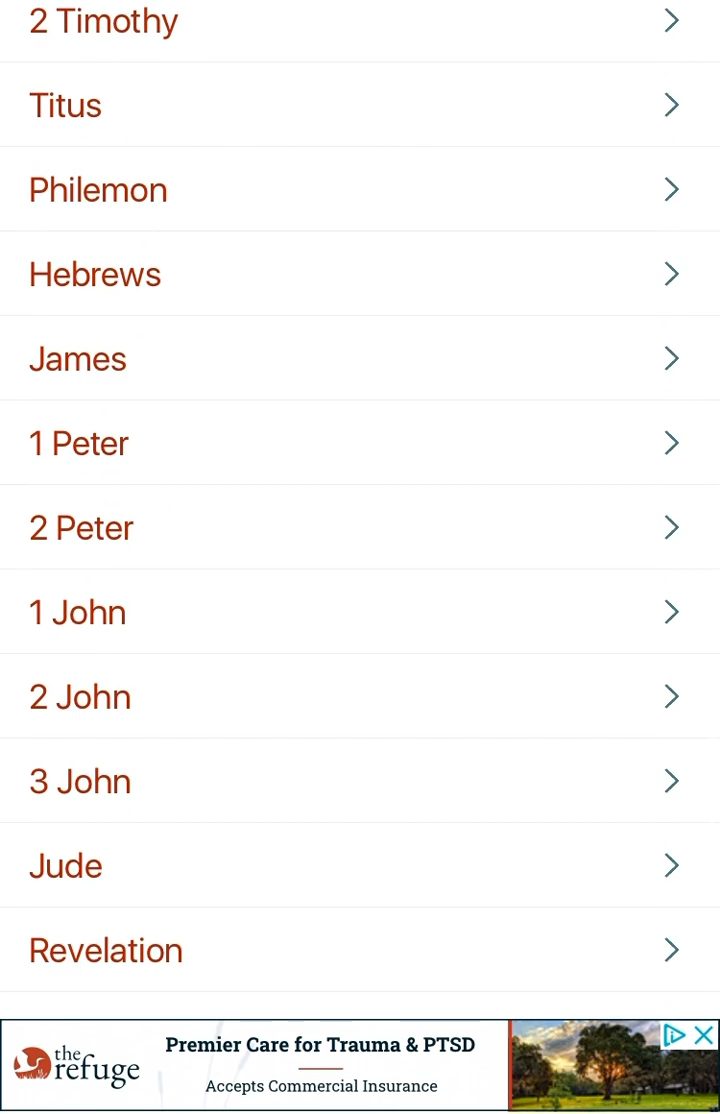 2 Timothy
Titus
Philemon
Hebrews
James
1 Peter
2 Peter
1 John
2 John
3 John
Jude
Revelation
the
refuge
Premier Care for Trauma & PTSD
Accepts Commercial Insurance